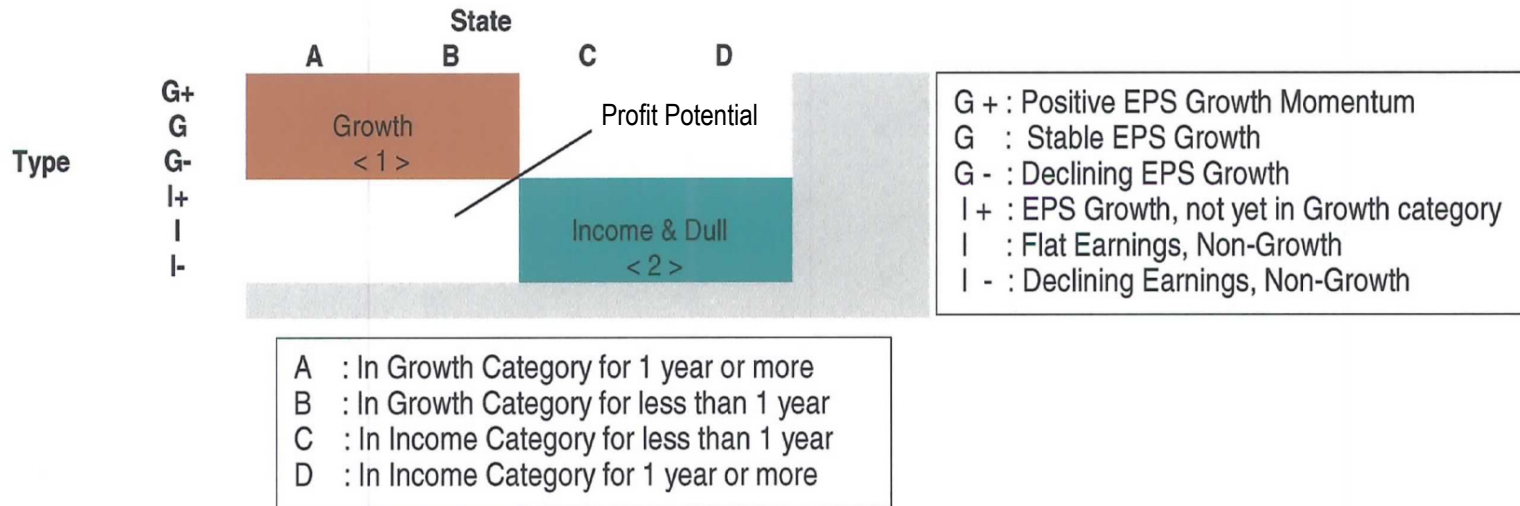 State
A B C D
G+
G
Type G-
I+
I
I-
Growth
< 1 >
Profit Potential
Income & Dull
< 2 >
G + : Positive EPS Growth Momentum
G : Stable EPS Growth
G - : Declining EPS Growth
I + : EPS Growth, not yet in Growth category
I : Flat Earnings, Non-Growth
I - : Declining Earnings, Non-Growth
A : In Growth Category for 1 year or more
B : In Growth Category for less than 1 year
C : In Income Category for less than 1 year
D : In Income Category for 1 year or more